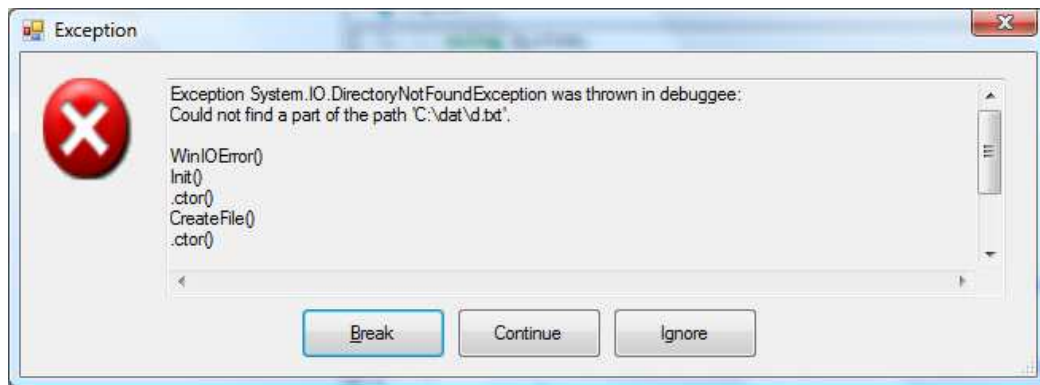 Exception
Exception System.IO.DirectoryNotFoundException was thrown in debuggee:
Could not find a part of the path 'C:\dat\d.txt'.
WinIOError()
Init()
.ctor()
CreateFile()
.ctor()
Break
Continue
Ignore